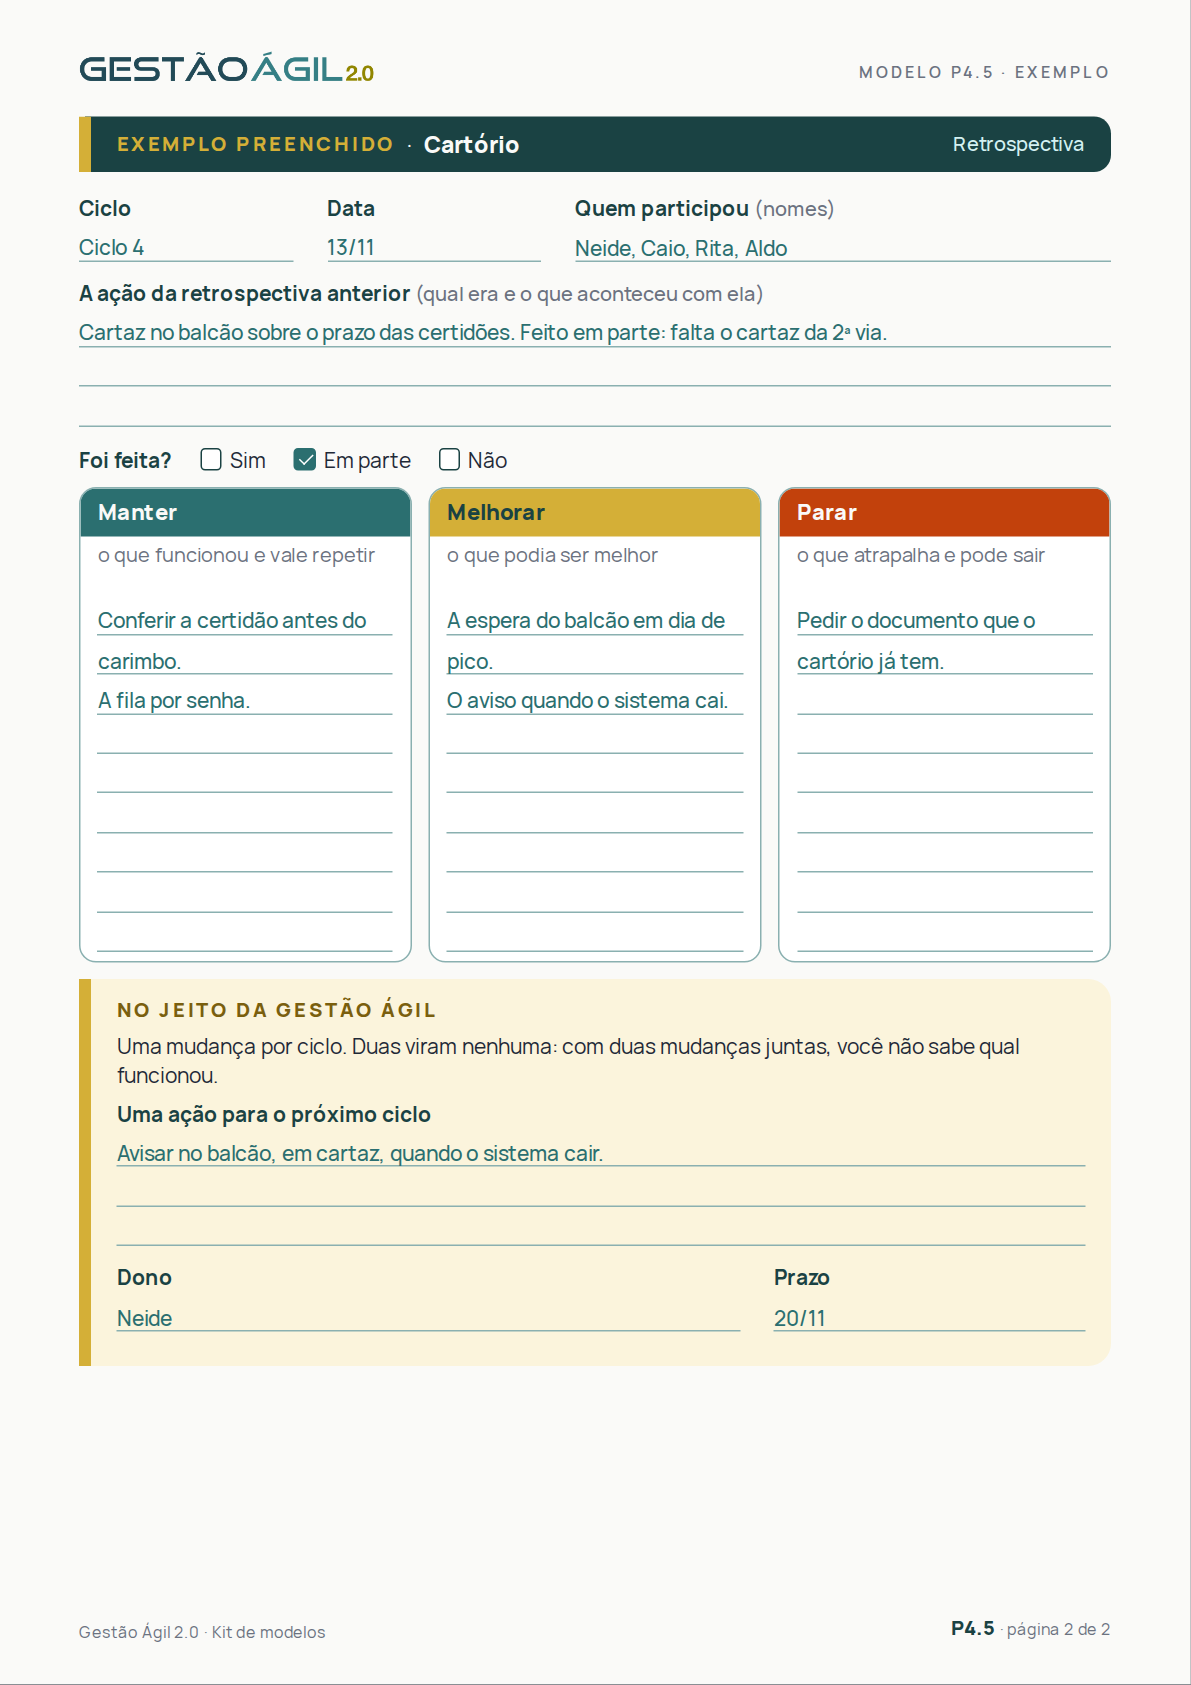 GESTÃO ÁGIL 2.0
MODELO P4.5 · EXEMPLO
EXEMPLO PREENCHIDO · Cartório
Retrospectiva
Ciclo
Data
Quem participou (nomes)
Ciclo 4
13/11
Neide, Caio, Rita, Aldo
A ação da retrospectiva anterior (qual era e o que aconteceu com ela)
Cartaz no balcão sobre o prazo das certidões. Feito em parte: falta o cartaz da 2ª via.
Foi feita? Sim Em parte Não
Manter
o que funcionou e vale repetir
Conferir a certidão antes do
carimbo.
A fila por senha.
Melhorar
o que podia ser melhor
A espera do balcão em dia de
pico.
O aviso quando o sistema cai.
Parar
o que atrapalha e pode sair
Pedir o documento que o
cartório já tem.
NO JEITO DA GESTÃO ÁGIL
Uma mudança por ciclo. Duas viram nenhuma: com duas mudanças juntas, você não sabe qual
funcionou.
Uma ação para o próximo ciclo
Avisar no balcão, em cartaz, quando o sistema cair.
Dono
Prazo
Neide
20/11
Gestão Ágil 2.0 · Kit de modelos
P4.5 · página 2 de 2